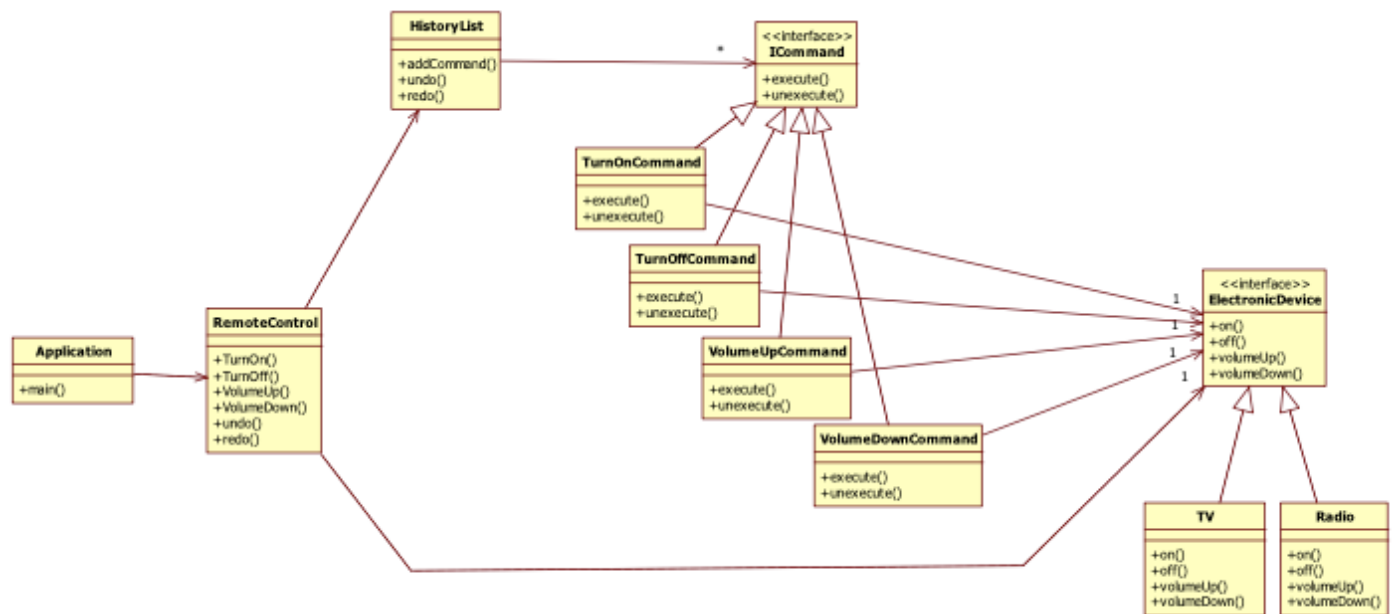 HistoryList
+addCommand()
+undo()
+redo()
*
<<interface>>
ICommand
+execute()
+unexecute()
TurnOnCommand
+execute()
+unexecute()
TurnOffCommand
+execute()
+unexecute()
VolumeUpCommand
+execute()
+unexecute()
VolumeDownCommand
+execute()
+unexecute()
Application
+main()
RemoteControl
+TurnOn()
+TurnOff()
+VolumeUp()
+VolumeDown()
+undo()
+redo()
1
1
1
1
<<interface>>
ElectronicDevice
+on()
+off()
+volumeUp()
+volumeDown()
TV
+on()
+off()
+volumeUp()
+volumeDown()
Radio
+on()
+off()
+volumeUp()
+volumeDown()